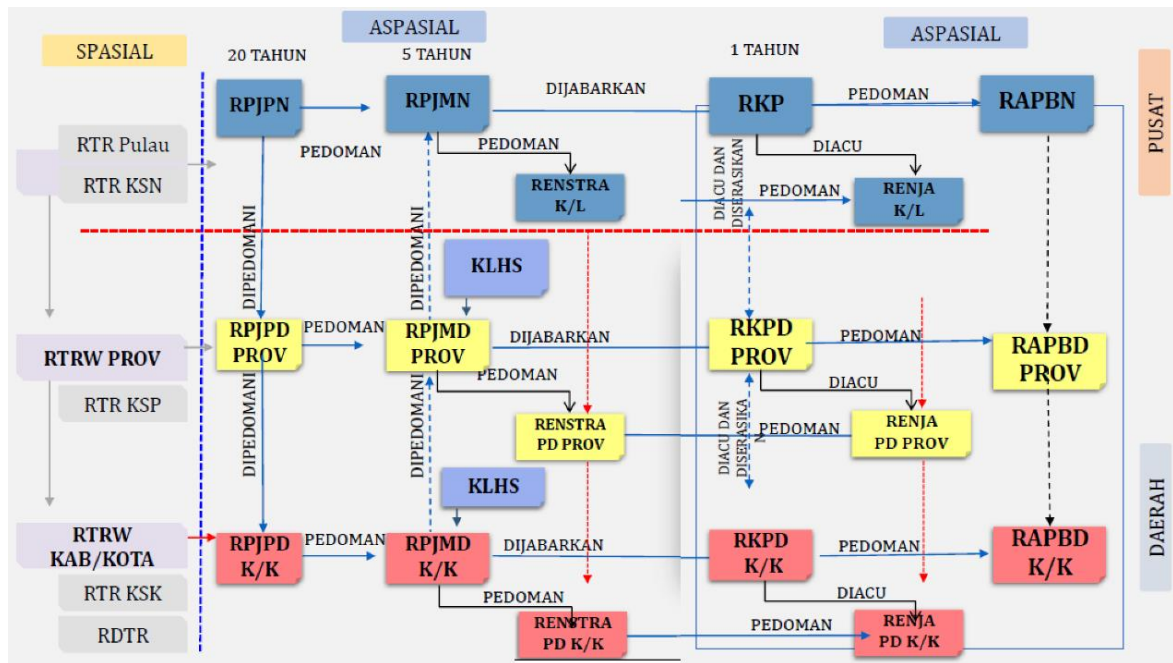 ASPASIAL
ASPASIAL
SPASIAL
20 TAHUN
5 TAHUN
1 TAHUN
RPJPN
RPJMN
DIJABARKAN
RKP
PEDOMAN
RAPBN
PUSAT
RTR Pulau
RTR KSN
PEDOMAN
PEDOMAN
DIACU
RENSTRA
K/L
DIACU DAN
DISERASIKAN
PEDOMAN
RENJA
K/L
DIPEDOMANI
DIPEDOMANI
KLHS
RTRW PROV
RPJPD
PROV
PEDOMAN
RPJMD
PROV
DIJABARKAN
RKPD
PROV
PEDOMAN
RAPBD
PROV
RTR KSP
PEDOMAN
DIACU
DIPEDOMANI
DIPEDOMANI
RENSTRA
PD PROV
DIACU DAN
DISERASIKA
N
PEDOMAN
RENJA
PD PROV
KLHS
DAERAH
RTRW
KAB/KOTA
RPJPD
K/K
PEDOMAN
RPJMD
K/K
DIJABARKAN
RKPD
K/K
PEDOMAN
RAPBD
K/K
RTR KSK
PEDOMAN
DIACU
RDTR
RENSTRA
PD K/K
PEDOMAN
RENJA
PD K/K